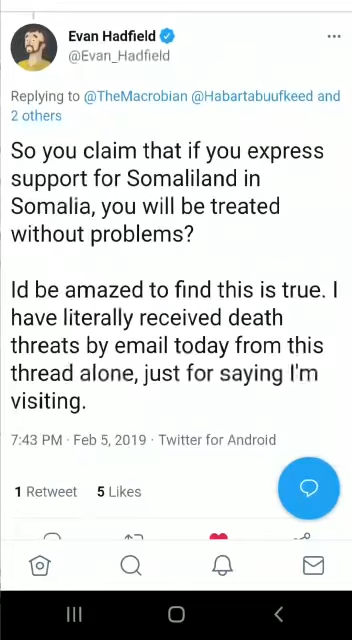 Evan Hadfield
@Evan_Hadfield
Replying to @TheMacrobian @Habartabuufkeed and
2 others
So you claim that if you express
support for Somaliland in
Somalia, you will be treated
without problems?
Id be amazed to find this is true. I
have literally received death
threats by email today from this
thread alone, just for saying I'm
visiting.
7:43 PM · Feb 5, 2019 · Twitter for Android
1 Retweet 5 Likes